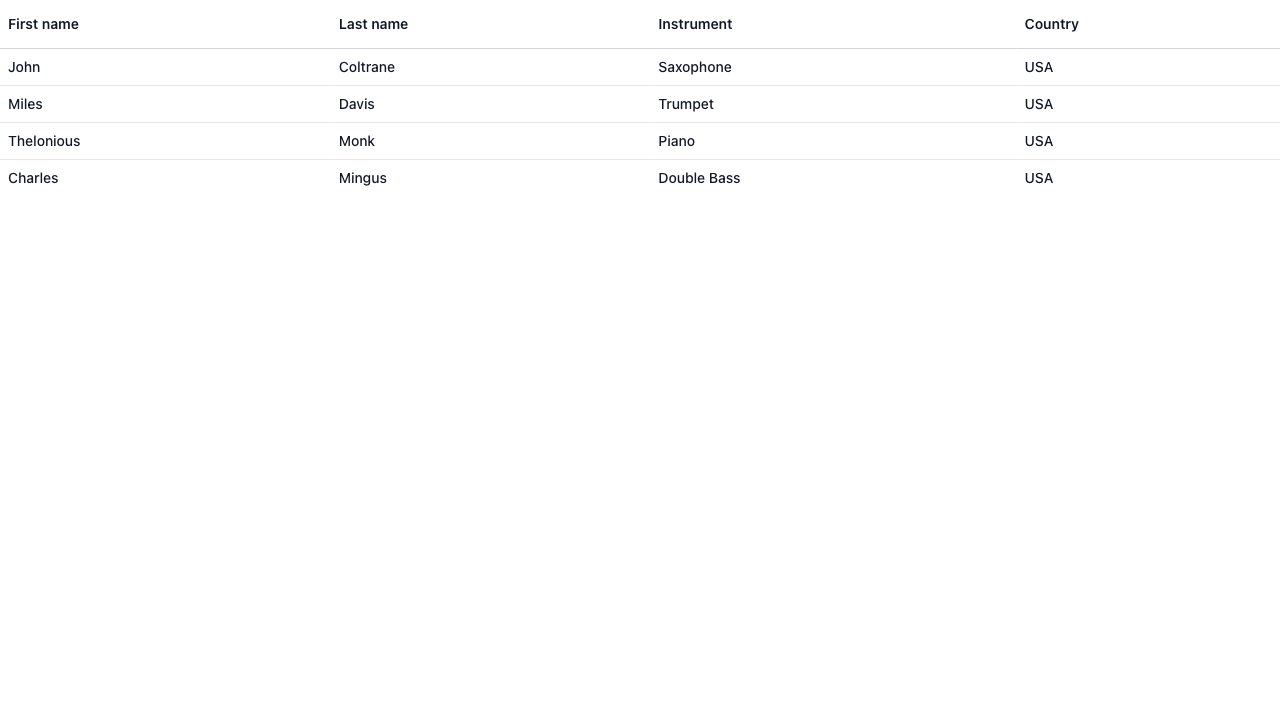 First name Last name Instrument Country
John Coltrane Saxophone USA
Miles Davis Trumpet USA
Thelonious Monk Piano USA
Charles Mingus Double Bass USA